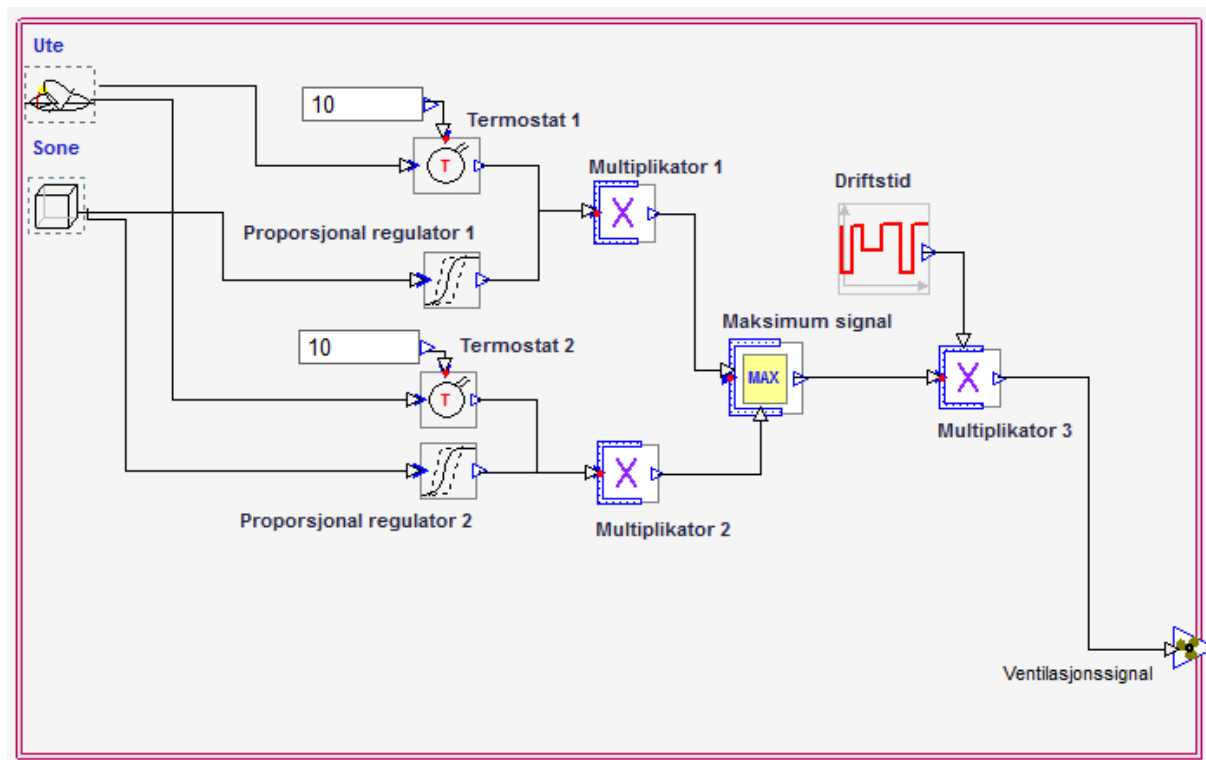 Ute
10
Termostat 1
Sone
Multiplikator 1
Driftstid
Proporsjonal regulator 1
T
X
Maksimum signal
10
Termostat 2
MAX
X
T
Multiplikator 3
X
Proporsjonal regulator 2
Multiplikator 2
Ventilasjonssignal